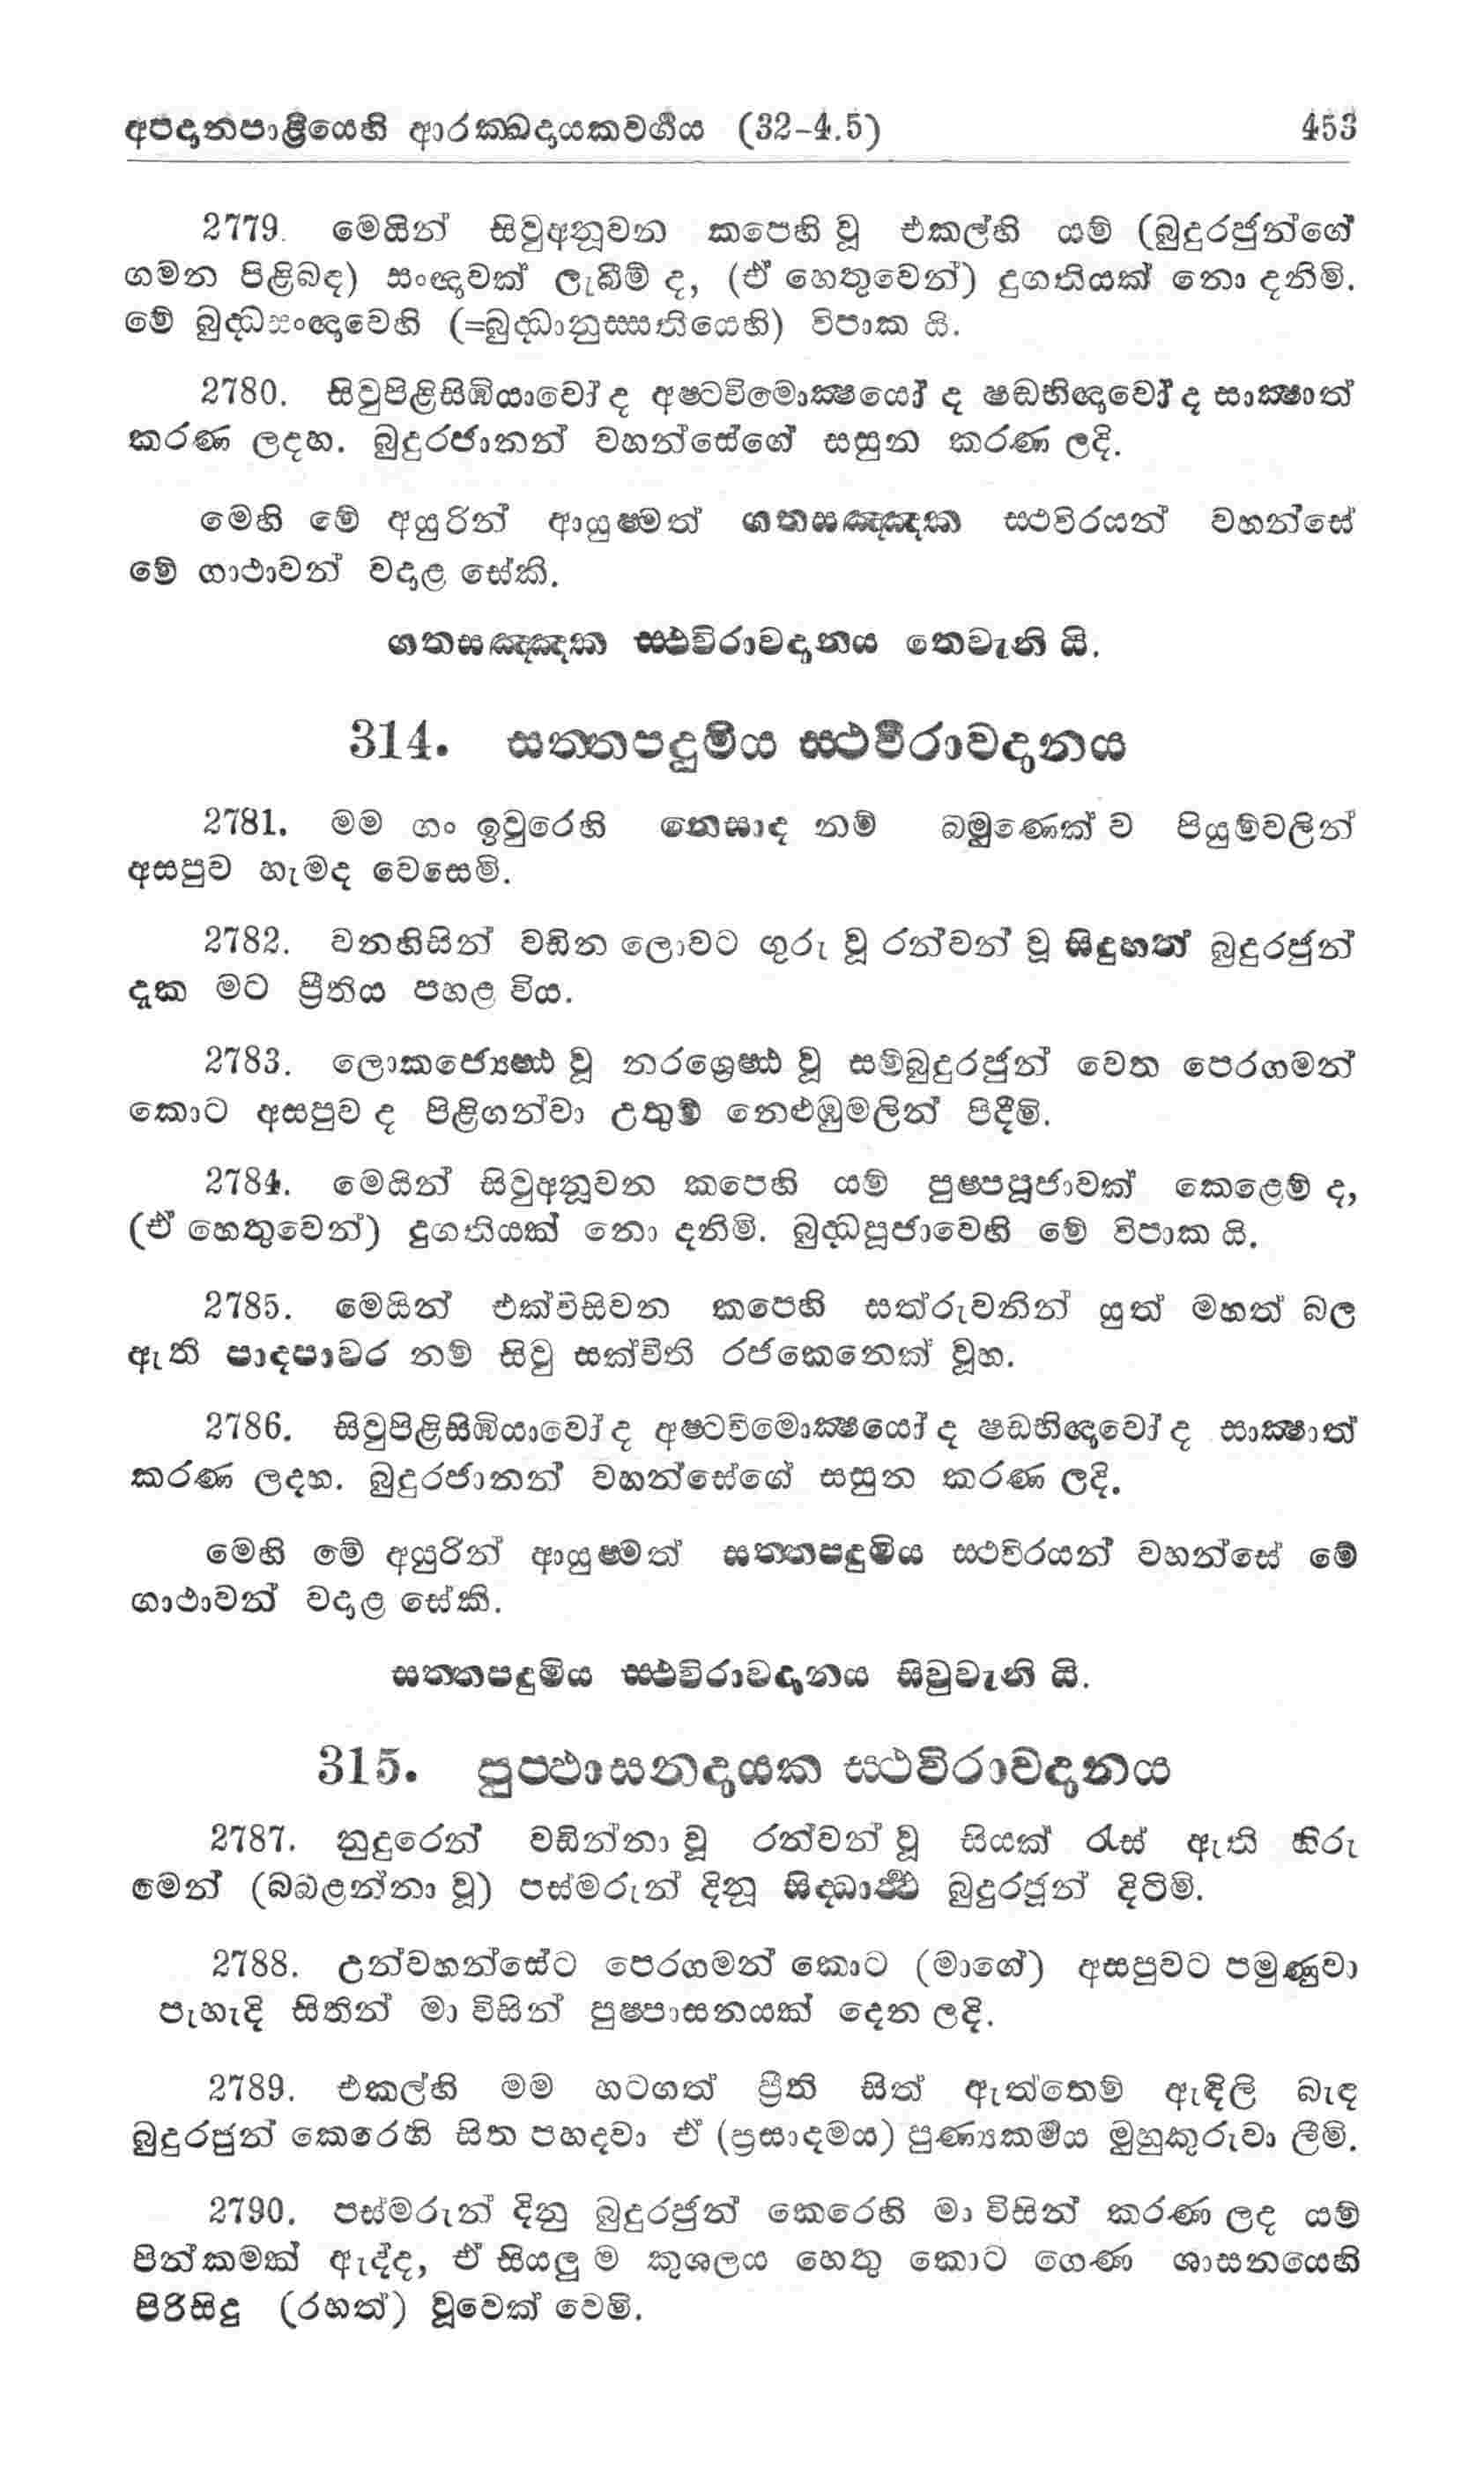 අපදානපාළියෙහි ආරක්ඛදායකවර්ගය (32-4.5) 453
2779. මෙයින් සිවුඅනූවන කපෙහි වූ එකල්හි යම් (බුදුරජුන්ගේ
ගමන පිළිබඳ) සංඥාවක් ලැබීම් ද, (ඒ හෙතුවෙන්) දුගතියක් නො දනිමි.
මේ බුද්ධසංඥාවෙහි (=බුද්ධානුස්සතියෙහි) විපාක යි.
2780. සිවුපිළිසිඹියාවෝ ද අෂ්ටවිමොක්‍ෂයෝ ද ෂඩභිඥාවෝ ද සාක්‍ෂාත්
කරණ ලදහ. බුදුරජානන් වහන්සේගේ සසුන කරණ ලදි.
මෙහි මේ අයුරින් ආයුෂ්මත් ගතසඤ්ඤක ස්ථවිරයන් වහන්සේ
මේ ගාථාවන් වදාළ සේකි.
ගතසඤ්ඤක ස්ථවිරාවදානය තෙවැනි යි.
314. සත්තපදුමිය ස්ථවිරාවදානය
2781. මම ගං ඉවුරෙහි නෙසාද නම් බමුණෙක් ව පියුම්වලින්
අසපුව හැමද වෙසෙමි.
2782. වනහිසින් වඩින ලොවට ගුරු වූ රන්වන් වූ සිදුහත් බුදුරජුන්
දැක මට ප්‍රීතිය පහළ විය.
2783. ලොකජ්‍යෙෂ්ඨ වූ නරශ්‍රෙෂ්ඨ වූ සම්බුදුරජුන් වෙත පෙරගමන්
කොට අසපුව ද පිළිගන්වා උතුම් නෙළුඹුමලින් පිදීමි.
2784. මෙයින් සිවුඅනූවන කපෙහි යම් පුෂ්පපූජාවක් කෙළෙම් ද,
(ඒ හෙතුවෙන්) දුගතියක් නො දනිමි. බුද්ධපූජාවෙහි මේ විපාක යි.
2785. මෙයින් එක්විසිවන කපෙහි සත්රුවනින් යුත් මහත් බල
ඇති පාදපාවර නම් සිවු සක්විති රජකෙනෙක් වූහ.
2786. සිවුපිළිසිඹියාවෝ ද අෂ්ටවිමොක්‍ෂයෝ ද ෂඩභිඥාවෝ ද සාක්‍ෂාත්
කරණ ලදහ. බුදුරජානන් වහන්සේගේ සසුන කරණ ලදි.
මෙහි මේ අයුරින් ආයුෂ්මත් සත්තපදුමිය ස්ථවිරයන් වහන්සේ මේ
ගාථාවන් වදාළ සේකි.
සත්තපදුමිය ස්ථවිරාවදානය සිවුවැනි යි.
315. පුප්ඵාසනදායක ස්ථවිරාවදානය
2787. නුදුරෙන් වඩින්නා වූ රන්වන් වූ සියක් රැස් ඇති හිරු
මෙන් (බබළන්නා වූ) පස්මරුන් දිනූ සිද්ධාර්ථ බුදුරජුන් දිටිමි.
2788. උන්වහන්සේට පෙරගමන් කොට (මාගේ) අසපුවට පමුණුවා
පැහැදි සිතින් මා විසින් පුෂ්පාසනයක් දෙන ලදි.
2789. එකල්හි මම හටගත් ප්‍රීති සිත් ඇත්තෙම් ඇඳිලි බැඳ
බුදුරජුන් කෙරෙහි සිත පහදවා ඒ (ප්‍රසාදමය) පුණ්‍යකර්මය මුහුකුරුවා ලීමි.
2790. පස්මරුන් දිනු බුදුරජුන් කෙරෙහි මා විසින් කරණ ලද යම්
පින්කමක් ඇද්ද, ඒ සියලු ම කුශලය හෙතු කොට ගෙණ ශාසනයෙහි
පිරිසිදු (රහත්) වූවෙක් වෙමි.